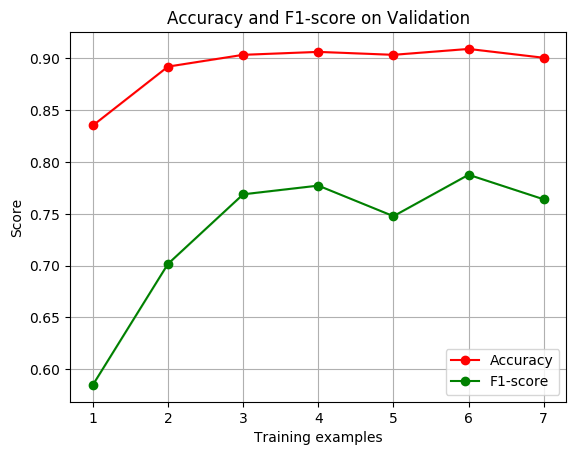 Accuracy and F1-score on Validation
0.90
0.85
0.80
0.75
0.70
0.65
0.60
Score
Accuracy
F1-score
1 2 3 4 5 6 7
Training examples